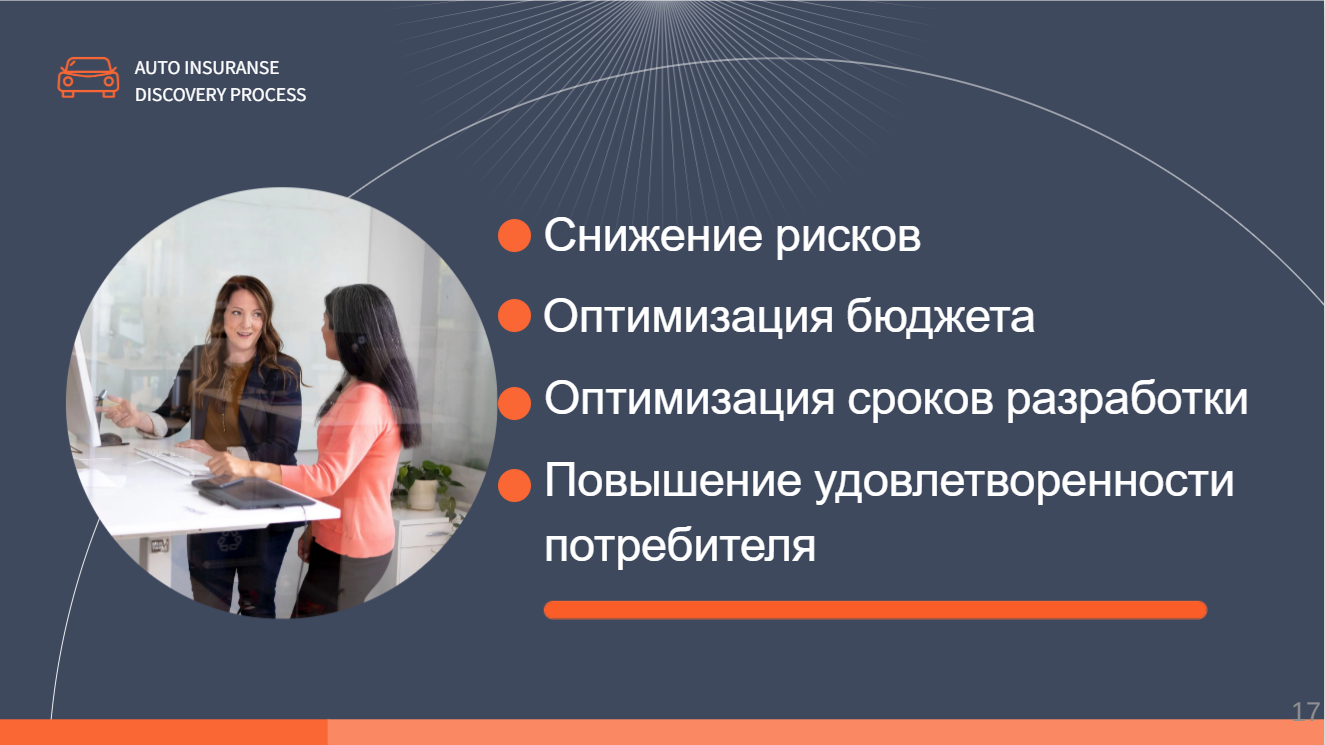 AUTO INSURANSE
DISCOVERY PROCESS
Снижение рисков
Оптимизация бюджета
Оптимизация сроков разработки
Повышение удовлетворенности
потребителя
17